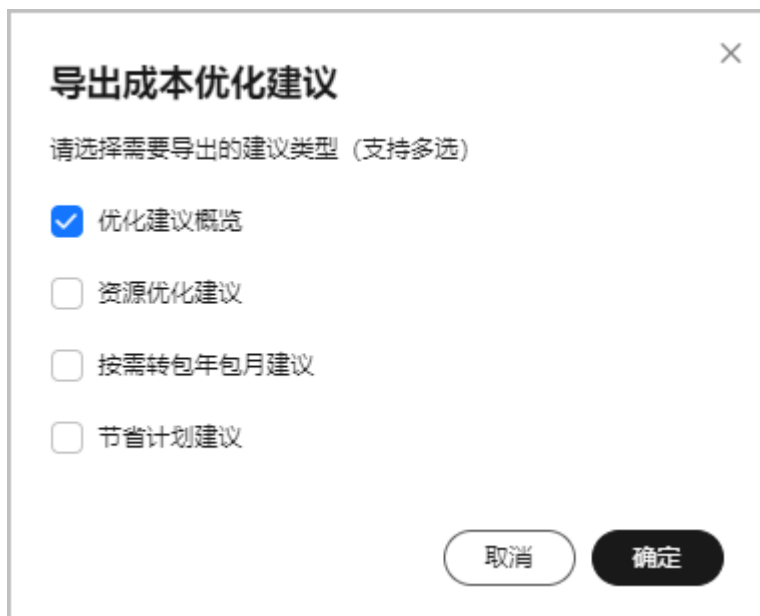 导出成本优化建议
请选择需要导出的建议类型（支持多选）
优化建议概览
资源优化建议
按需转包年包月建议
节省计划建议
取消 确定